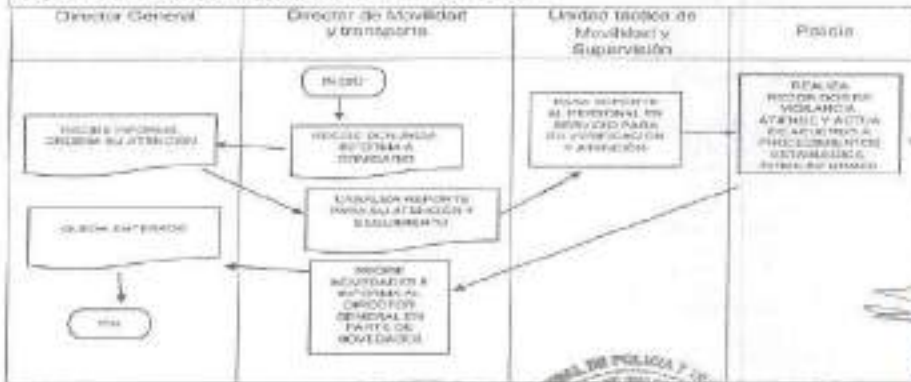 Director General
Director de Movilidad
y transporte
Unidad táctica de
Movilidad y
Supervisión
Policía
INICIO
RECIBE DENUNCIA
INFORMA A
RECIBE INFORME,
ORDENA SU ATENCIÓN
CANALIZA REPORTE
PARA SU ATENCIÓN Y
SEGUIMIENTO
PASA REPORTE
AL PERSONAL EN
SERVICIO PARA
SU VERIFICACIÓN
Y ATENCIÓN
REALIZA
RECORRIDOS DE
VIGILANCIA
ATIENDE Y ACTUA
DE ACUERDO A
PROCEDIMIENTOS
RECIBE
NOVEDADES E
INFORMA AL
DIRECTOR
GENERAL EN
PARTE DE
NOVEDADES
QUEDA ENTERADO
FIN
DE POLICIA Y